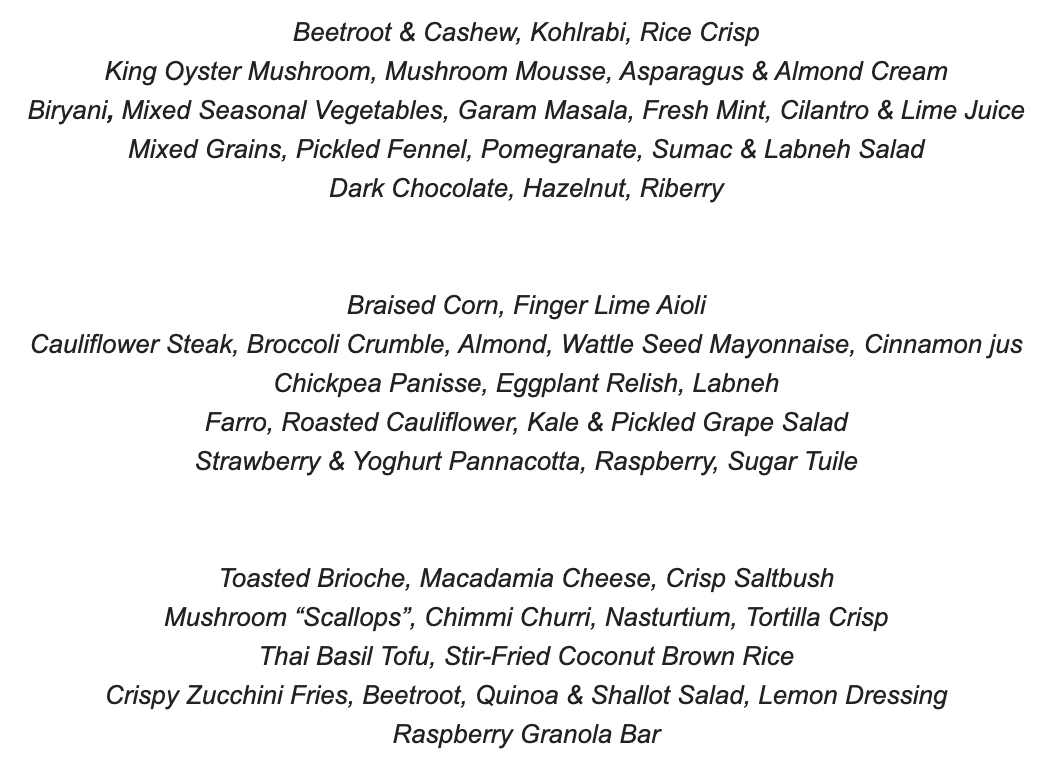 Beetroot & Cashew, Kohlrabi, Rice Crisp
King Oyster Mushroom, Mushroom Mousse, Asparagus & Almond Cream
Biryani, Mixed Seasonal Vegetables, Garam Masala, Fresh Mint, Cilantro & Lime Juice
Mixed Grains, Pickled Fennel, Pomegranate, Sumac & Labneh Salad
Dark Chocolate, Hazelnut, Riberry
Braised Corn, Finger Lime Aioli
Cauliflower Steak, Broccoli Crumble, Almond, Wattle Seed Mayonnaise, Cinnamon jus
Chickpea Panisse, Eggplant Relish, Labneh
Farro, Roasted Cauliflower, Kale & Pickled Grape Salad
Strawberry & Yoghurt Pannacotta, Raspberry, Sugar Tuile
Toasted Brioche, Macadamia Cheese, Crisp Saltbush
Mushroom “Scallops”, Chimmi Churri, Nasturtium, Tortilla Crisp
Thai Basil Tofu, Stir-Fried Coconut Brown Rice
Crispy Zucchini Fries, Beetroot, Quinoa & Shallot Salad, Lemon Dressing
Raspberry Granola Bar